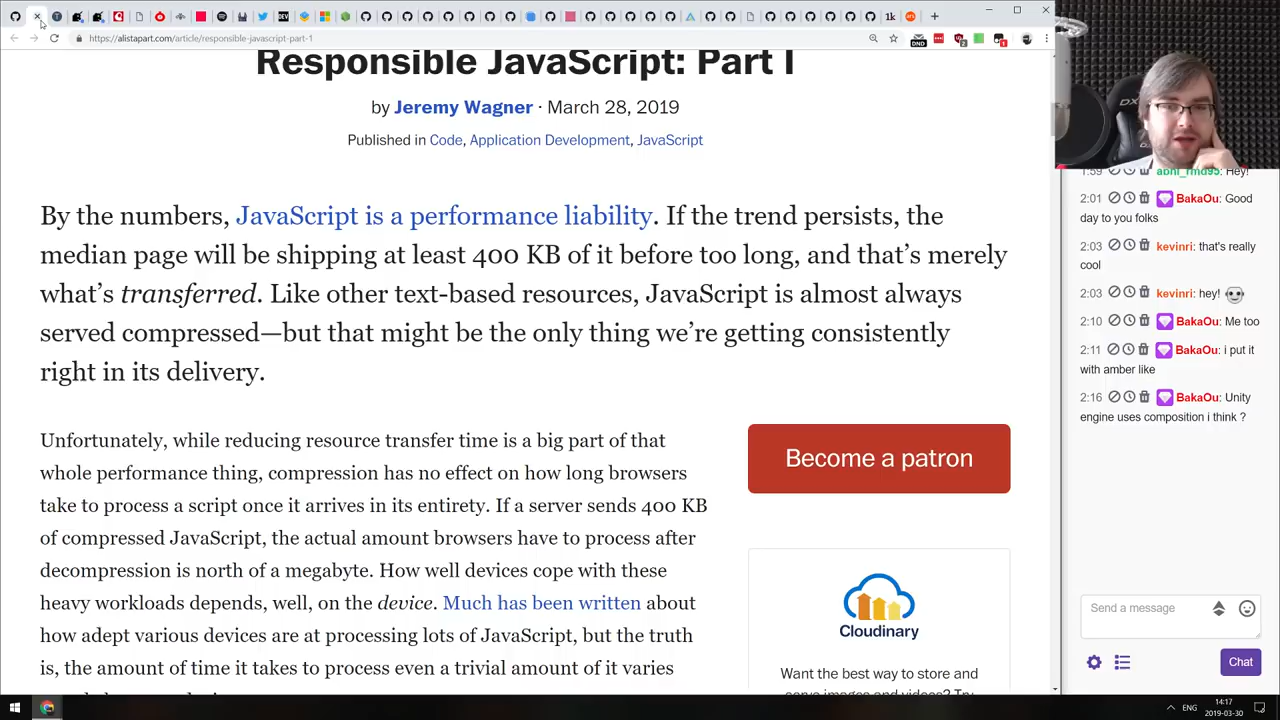 https://alistapart.com/article/responsible-javascript-part-1
DND
2
1
1k
Responsible JavaScript: Part I
by Jeremy Wagner · March 28, 2019
Published in Code, Application Development, JavaScript
By the numbers, JavaScript is a performance liability. If the trend persists, the
median page will be shipping at least 400 KB of it before too long, and that’s merely
what’s transferred. Like other text-based resources, JavaScript is almost always
served compressed—but that might be the only thing we’re getting consistently
right in its delivery.
Unfortunately, while reducing resource transfer time is a big part of that
whole performance thing, compression has no effect on how long browsers
take to process a script once it arrives in its entirety. If a server sends 400 KB
of compressed JavaScript, the actual amount browsers have to process after
decompression is north of a megabyte. How well devices cope with these
heavy workloads depends, well, on the device. Much has been written about
how adept various devices are at processing lots of JavaScript, but the truth
is, the amount of time it takes to process even a trivial amount of it varies
Become a patron
Cloudinary
Want the best way to store and
serve images and videos? Try
DX
1:59 abhi_rmd95: Hey!
2:01 BakaOu: Good
day to you folks
2:03 kevinri: that's really
cool
2:03 kevinri: hey!
2:10 BakaOu: Me too
2:11 BakaOu: i put it
with amber like
2:16 BakaOu: Unity
engine uses composition i think ?
Send a message
Chat
ENG
14:17
2019-03-30